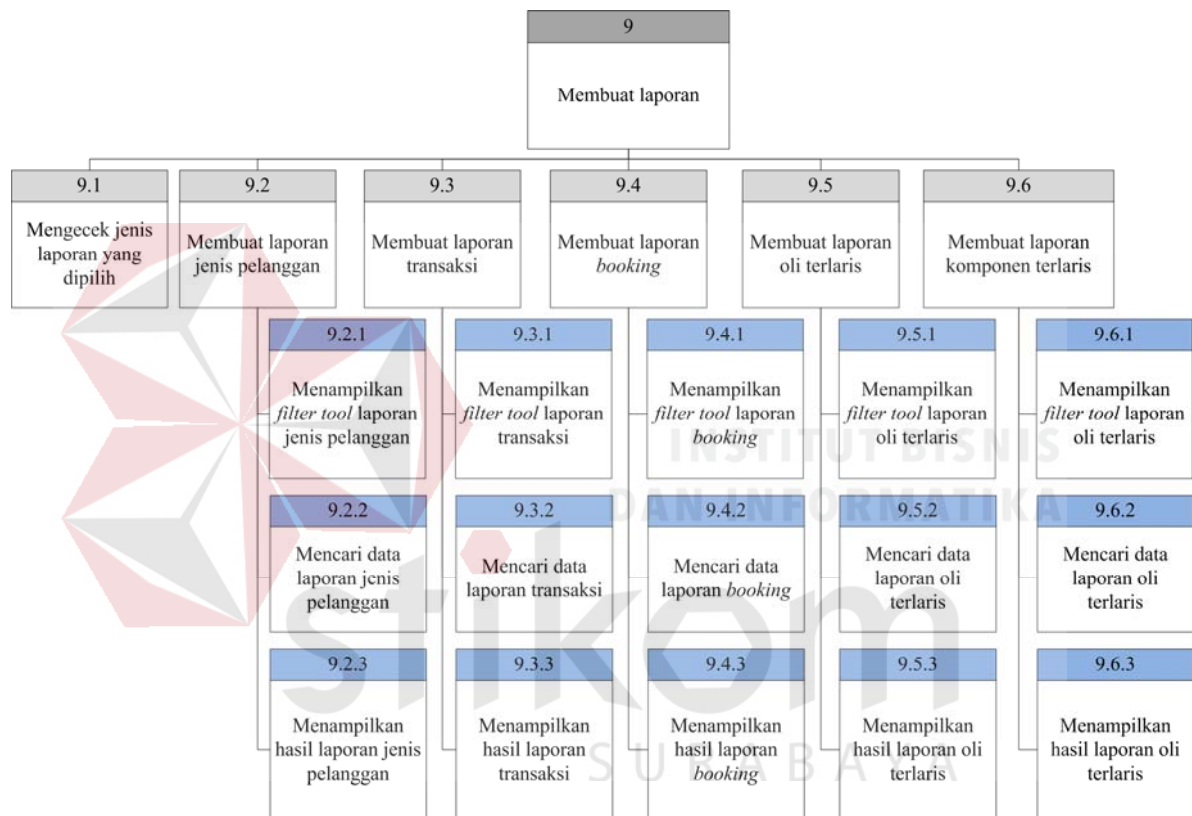 9
Membuat laporan
9.1
Mengecek jenis
laporan yang
dipilih
9.2
Membuat laporan
jenis pelanggan
9.3
Membuat laporan
transaksi
9.4
Membuat laporan
booking
9.5
Membuat laporan
oli terlaris
9.6
Membuat laporan
komponen terlaris
9.2.1
Menampilkan
filter tool laporan
jenis pelanggan
9.3.1
Menampilkan
filter tool laporan
transaksi
9.4.1
Menampilkan
filter tool laporan
booking
9.5.1
Menampilkan
filter tool laporan
oli terlaris
9.6.1
Menampilkan
filter tool laporan
oli terlaris
9.2.2
Mencari data
laporan jenis
pelanggan
9.3.2
Mencari data
laporan transaksi
9.4.2
Mencari data
laporan booking
9.5.2
Mencari data
laporan oli
terlaris
9.6.2
Mencari data
laporan oli
terlaris
9.2.3
Menampilkan
hasil laporan jenis
pelanggan
9.3.3
Menampilkan
hasil laporan
transaksi
9.4.3
Menampilkan
hasil laporan
booking
9.5.3
Menampilkan
hasil laporan oli
terlaris
9.6.3
Menampilkan
hasil laporan oli
terlaris
INSTITUT BISNIS
DAN INFORMATIKA
stikom
SURABAYA